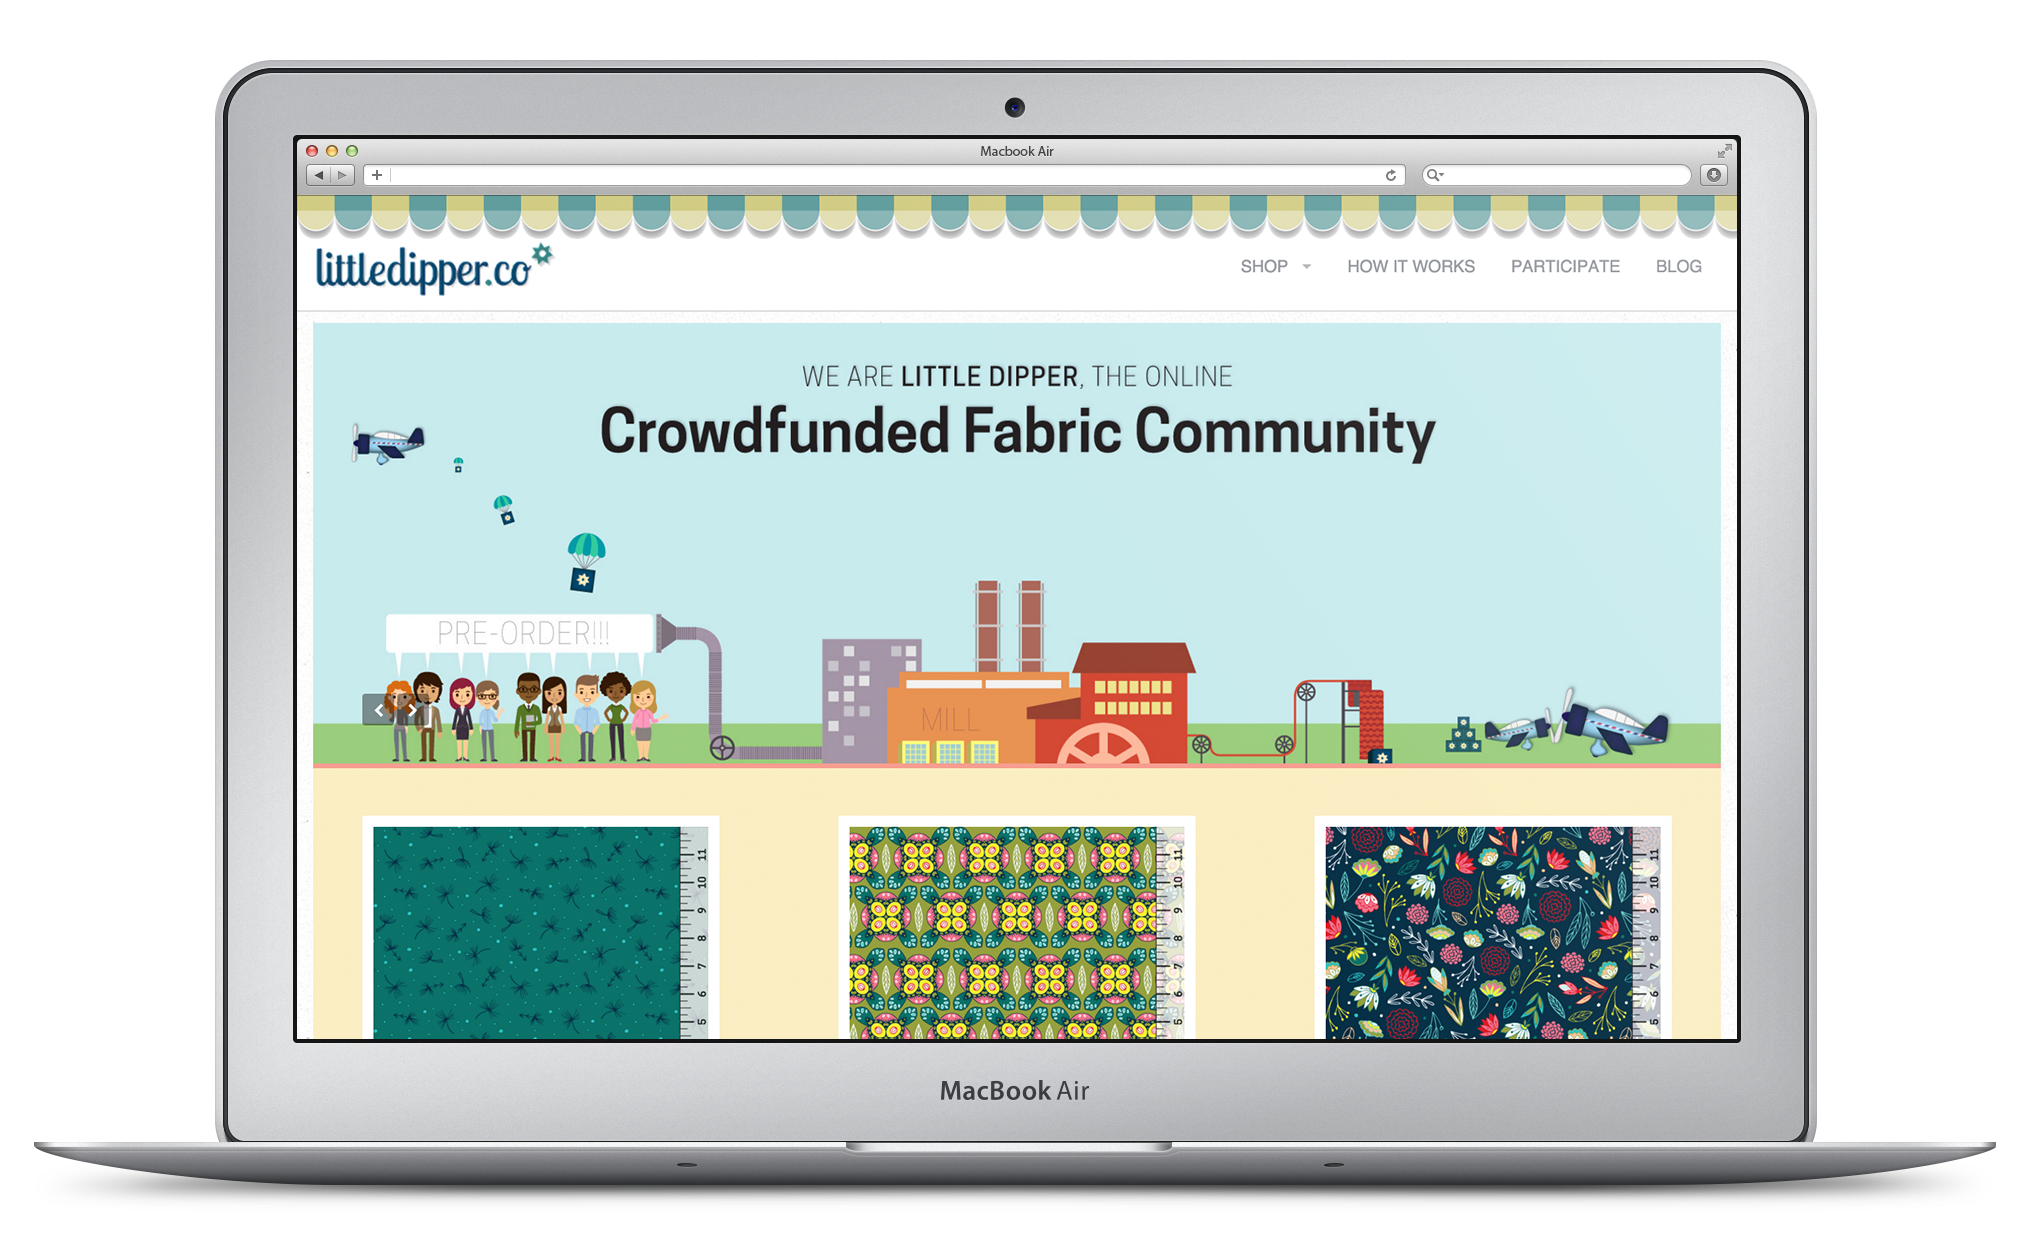 Macbook Air
littledipper.co
SHOP HOW IT WORKS PARTICIPATE BLOG
WE ARE LITTLE DIPPER, THE ONLINE
Crowdfunded Fabric Community
PRE-ORDER!!!
MILL
11 11 11
10 10 10
9 9 9
8 8 8
7 7 7
6 6 6
5 5 5
MacBook Air